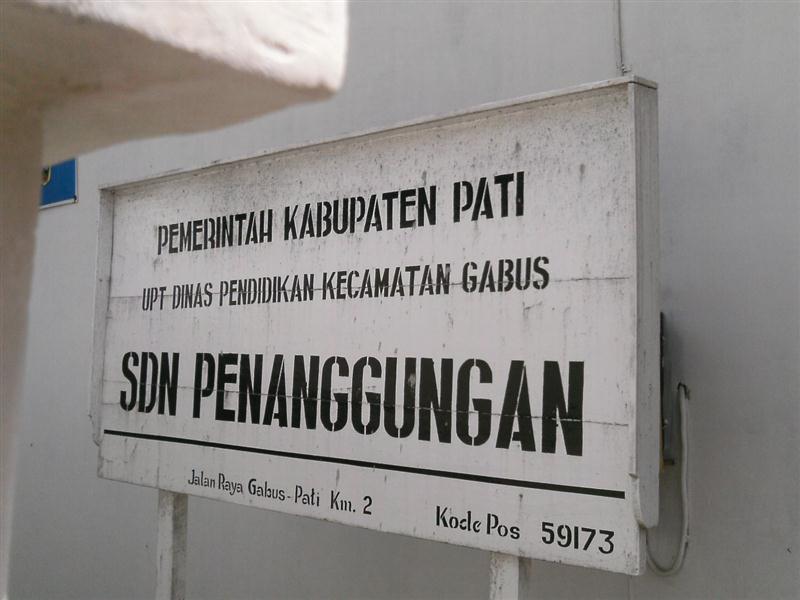 PEMERINTAH KABUPATEN PATI
UPT DINAS PENDIDIKAN KECAMATAN GABUS
SDN PENANGGUNGAN
Jalan Raya Gabus-Pati Km. 2
Kode Pos 59173